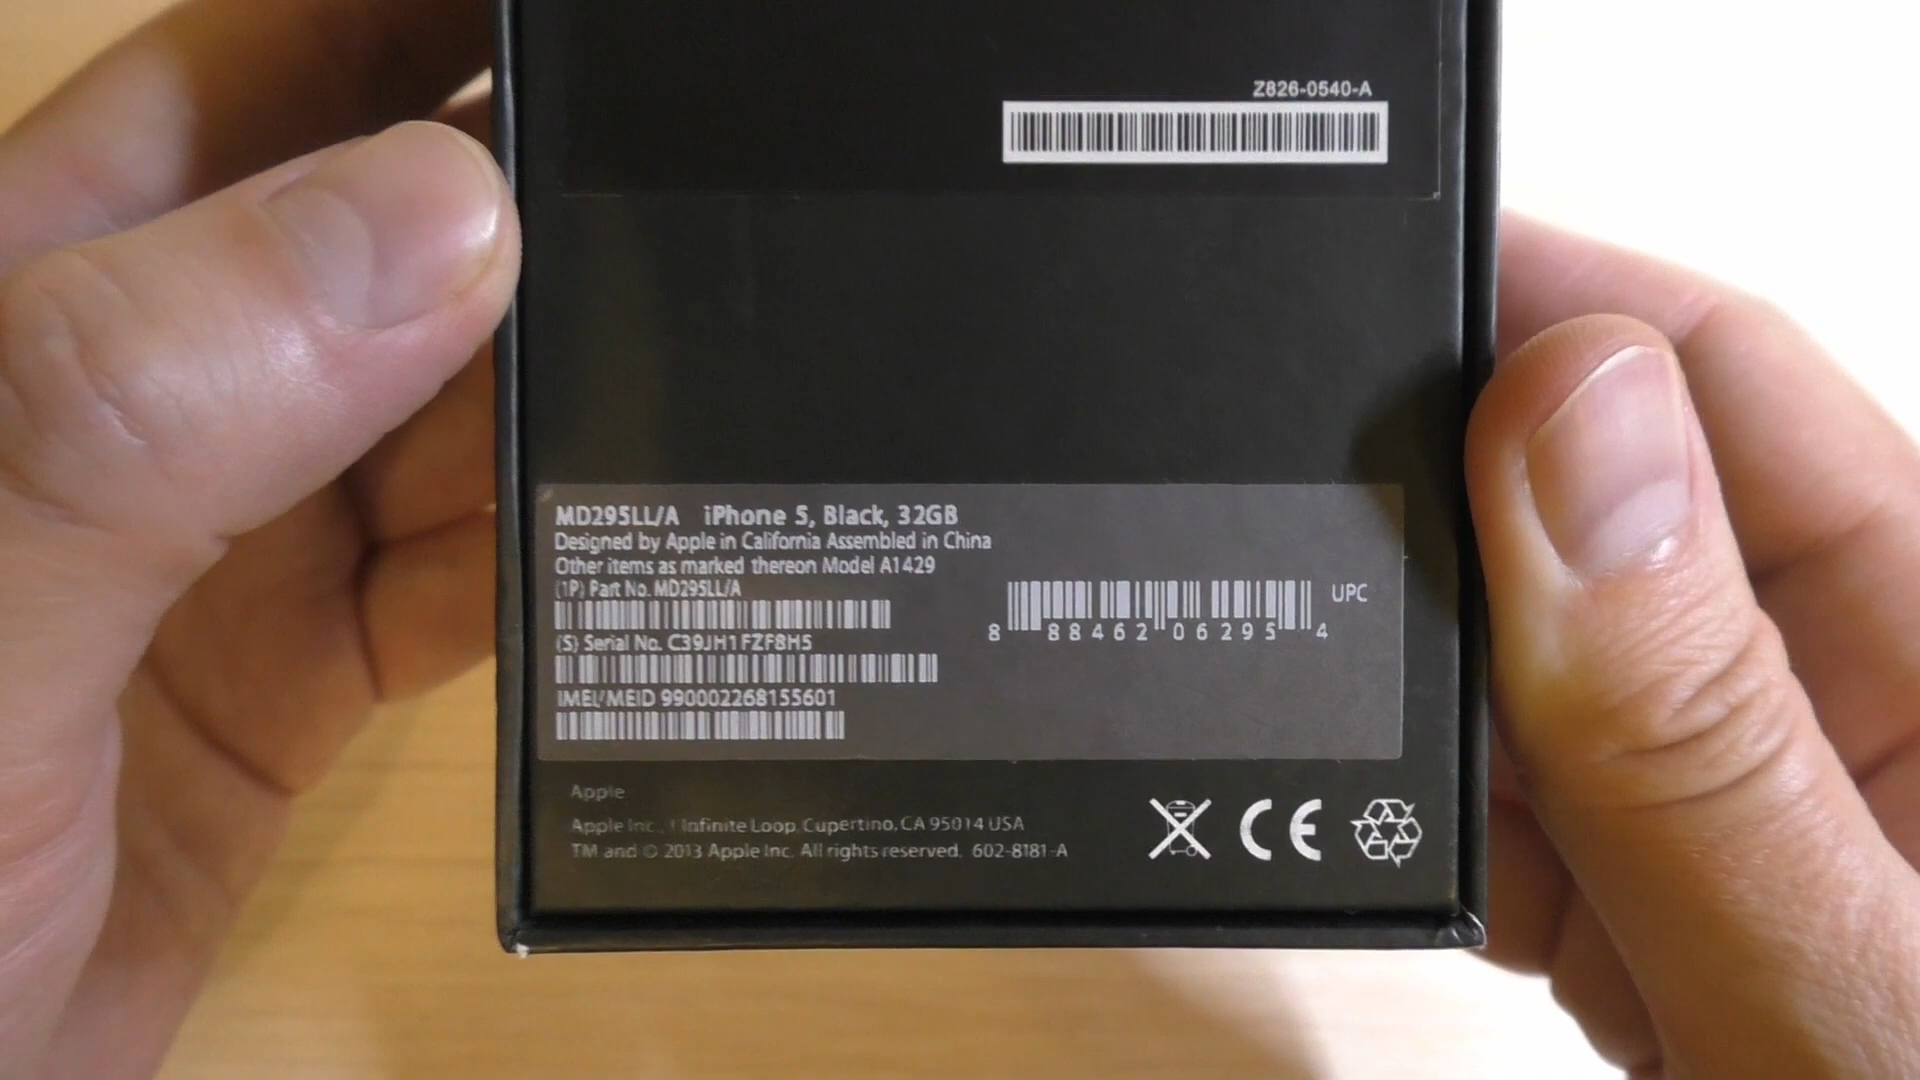 Z826-0540-A
MD295LL/A iPhone 5, Black, 32GB
Designed by Apple in California Assembled in China
Other items as marked thereon Model A1429
(1P) Part No. MD295LL/A
(S) Serial No. C39JH1FZF8H5
IMEI/MEID 990002268155601
UPC
8 88462 06295 4
Apple
Apple Inc., 1 Infinite Loop, Cupertino, CA 95014 USA
TM and © 2013 Apple Inc. All rights reserved. 602-8181-A
CE